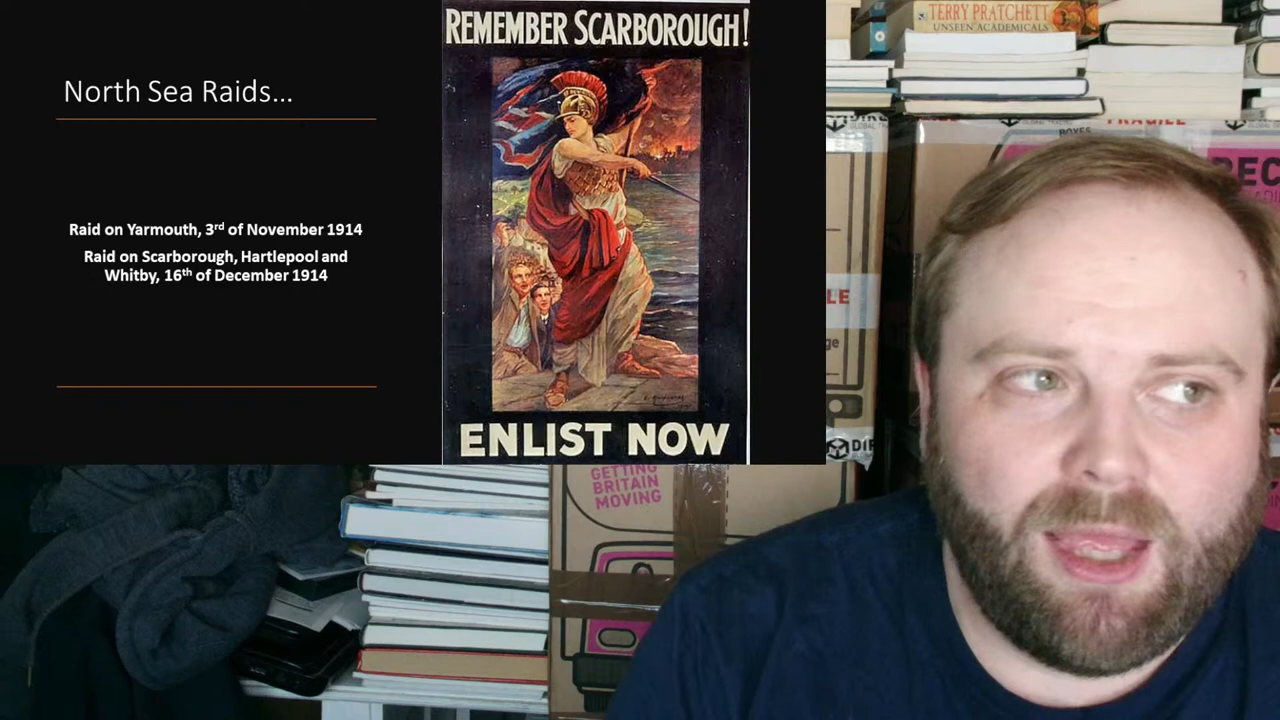 North Sea Raids...
Raid on Yarmouth, 3rd of November 1914
Raid on Scarborough, Hartlepool and
Whitby, 16th of December 1914
REMEMBER SCARBOROUGH!
ENLIST NOW
TERRY PRATCHETT
UNSEEN ACADEMICALS
FRAGILE
BOXES
GETTING
BRITAIN
MOVING